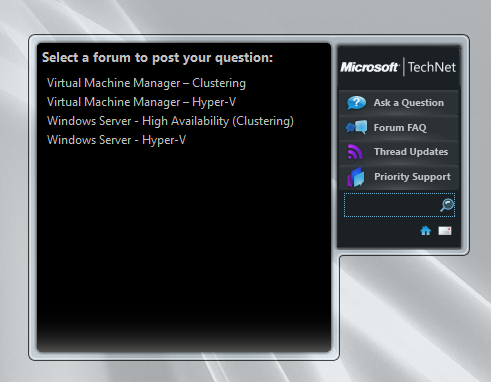 Select a forum to post your question:
Virtual Machine Manager – Clustering
Virtual Machine Manager – Hyper-V
Windows Server - High Availability (Clustering)
Windows Server - Hyper-V
Microsoft | TechNet
Ask a Question
Forum FAQ
Thread Updates
Priority Support